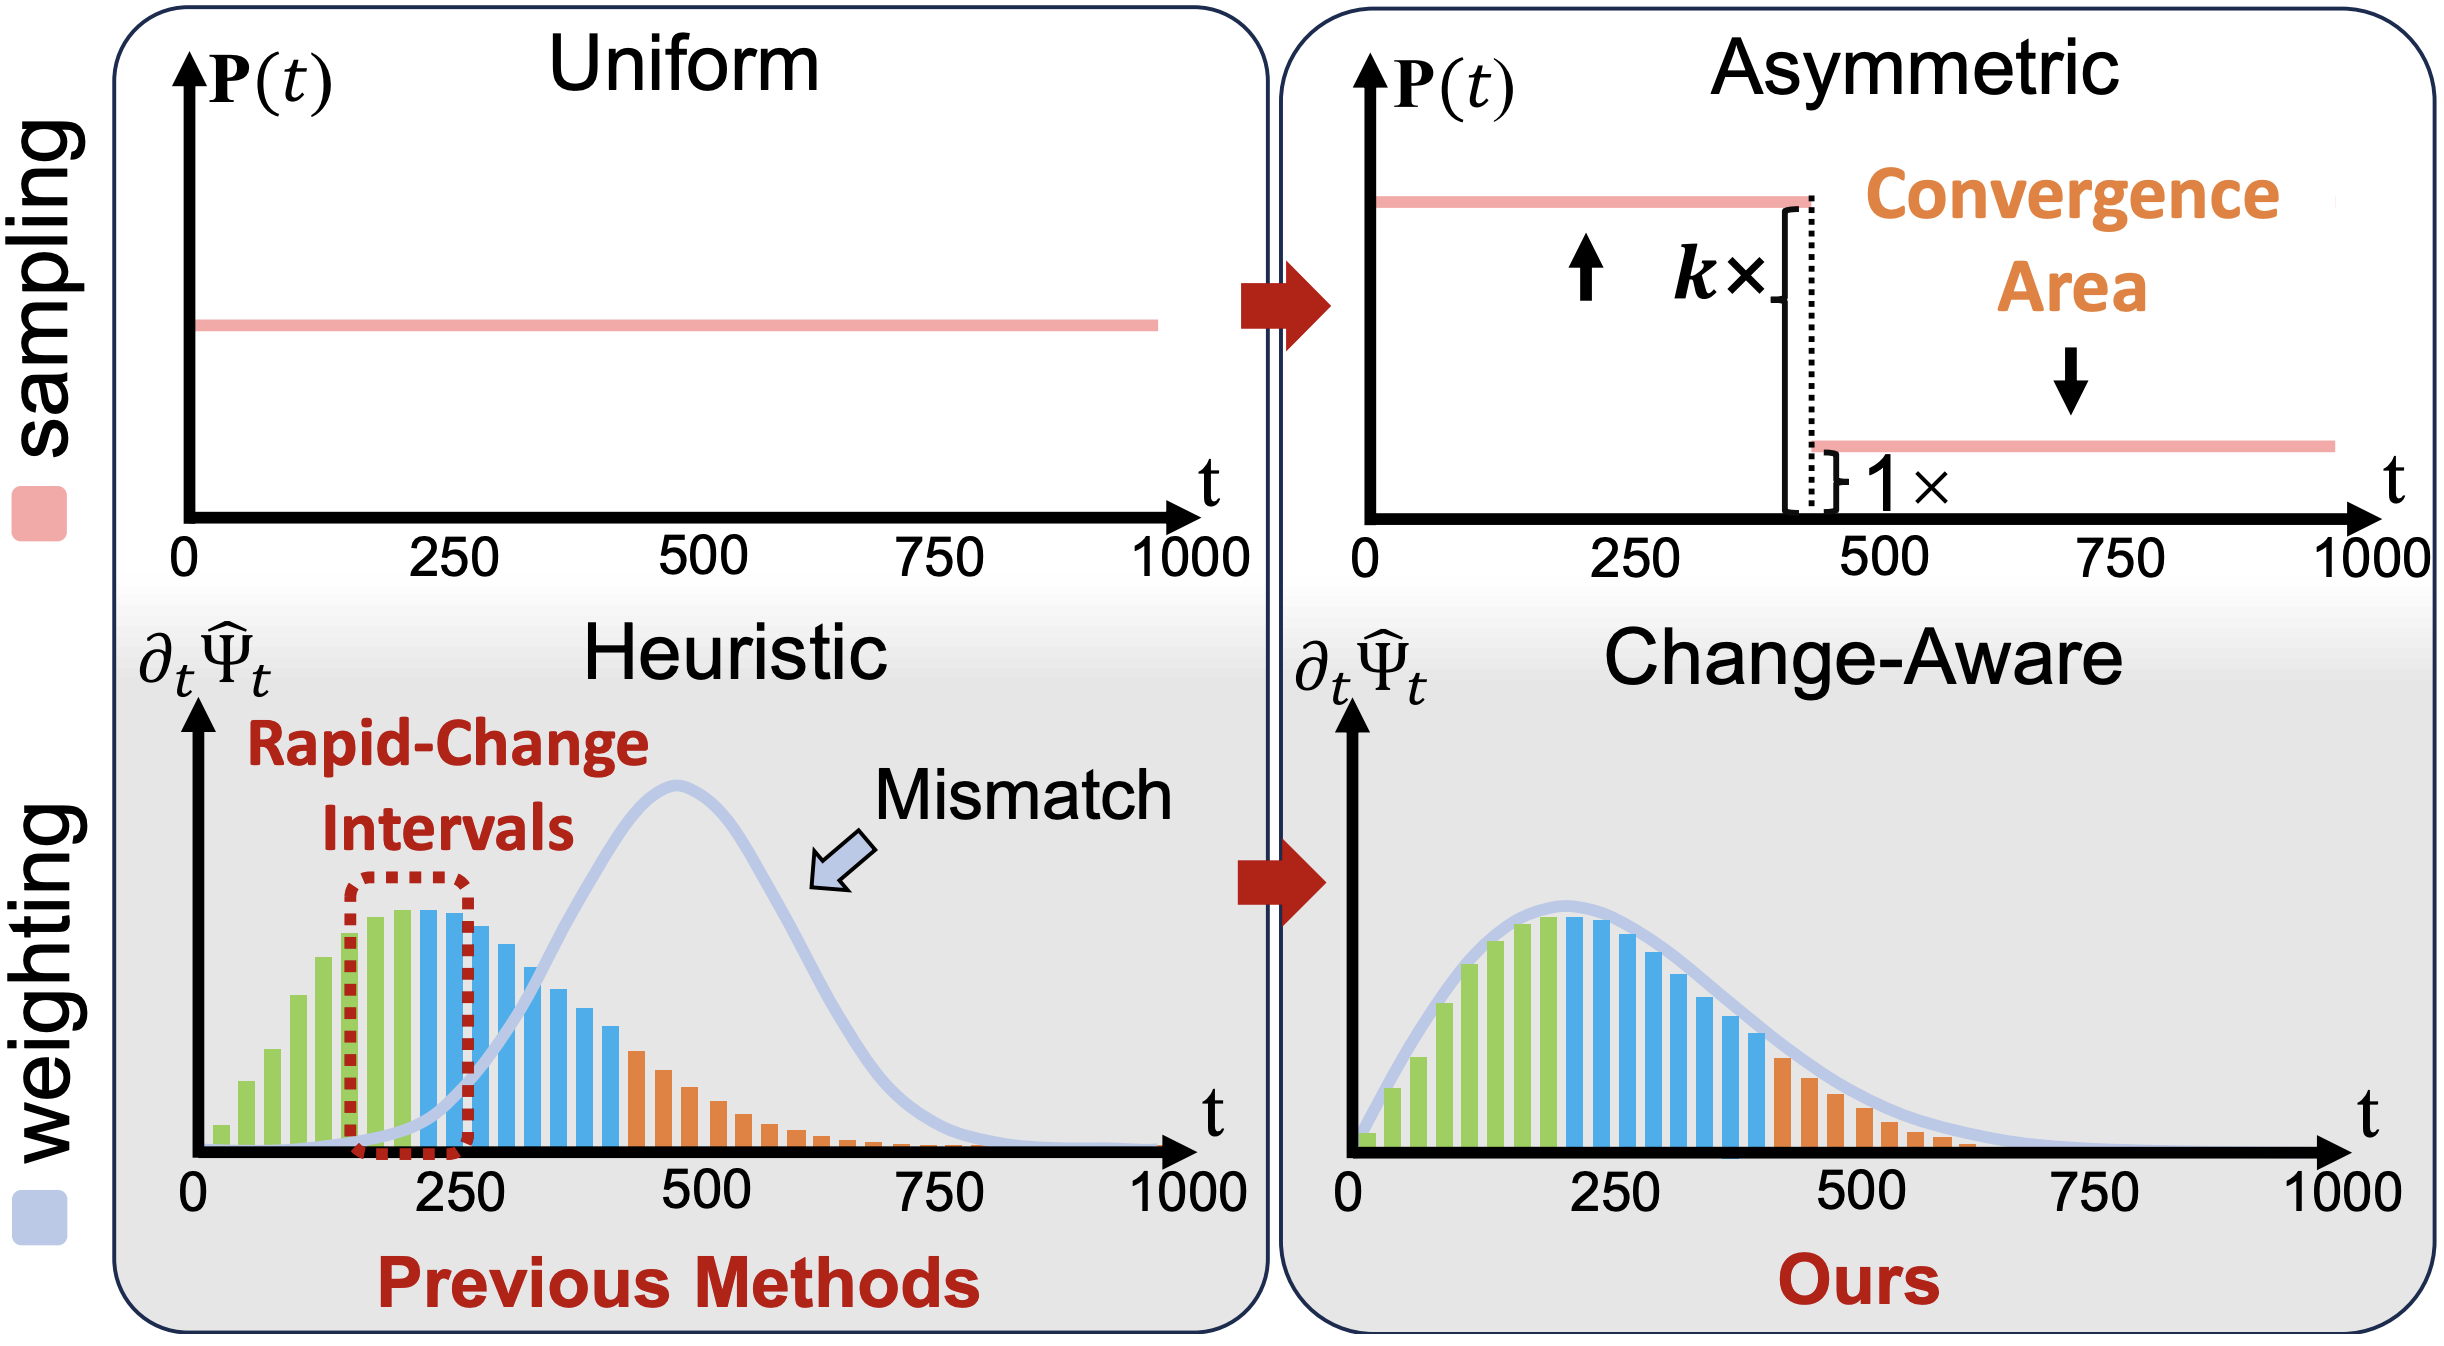 sampling
P(t)
Uniform
t
0 250 500 750 1000
P(t)
Asymmetric
Convergence
Area
k×
1×
t
0 250 500 750 1000
weighting
∂ₜΨ̂ₜ
Heuristic
Rapid-Change
Intervals
Mismatch
t
0 250 500 750 1000
Previous Methods
∂ₜΨ̂ₜ
Change-Aware
t
0 250 500 750 1000
Ours